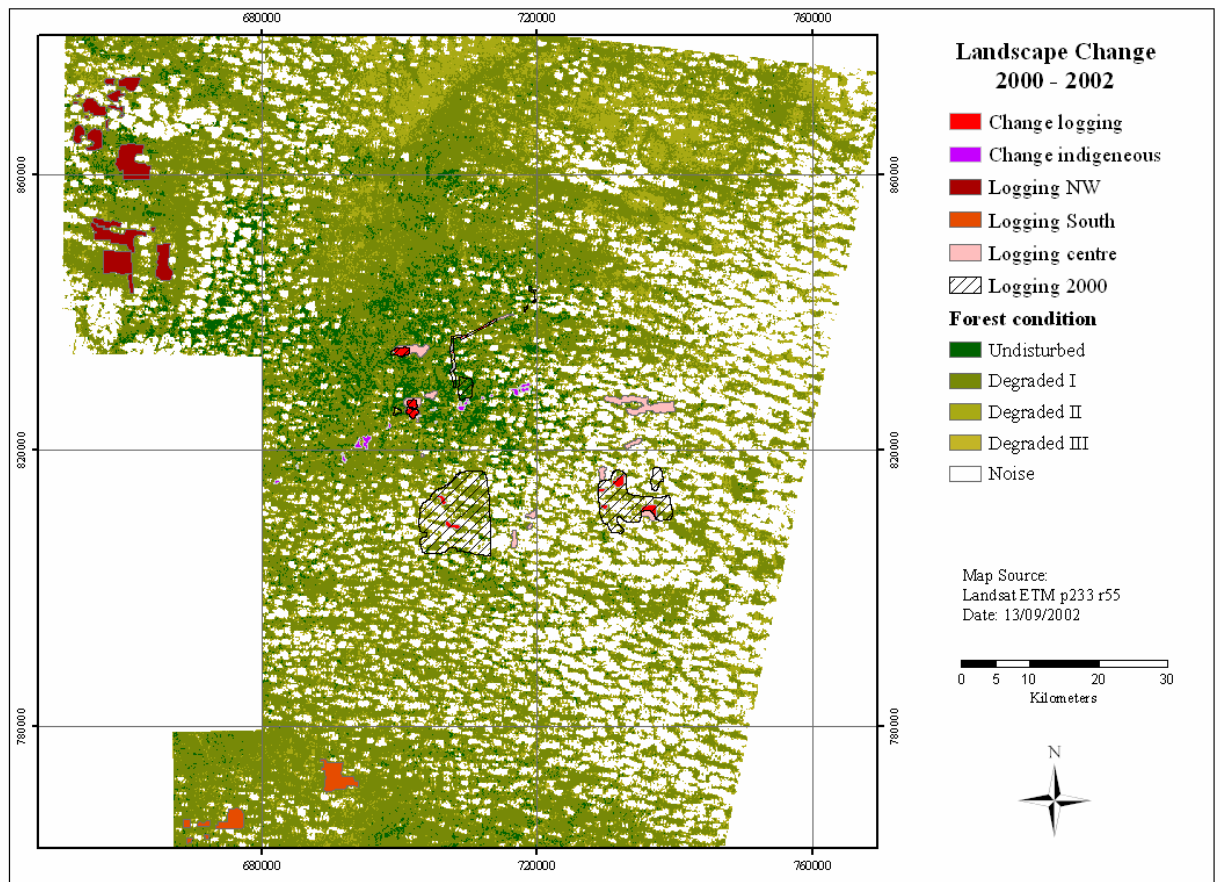 680000 720000 760000
860000 860000
820000 820000
780000 780000
680000 720000 760000
Landscape Change
2000 - 2002
Change logging
Change indigeneous
Logging NW
Logging South
Logging centre
Logging 2000
Forest condition
Undisturbed
Degraded I
Degraded II
Degraded III
Noise
Map Source:
Landsat ETM p233 r55
Date: 13/09/2002
0 5 10 20 30
Kilometers
N